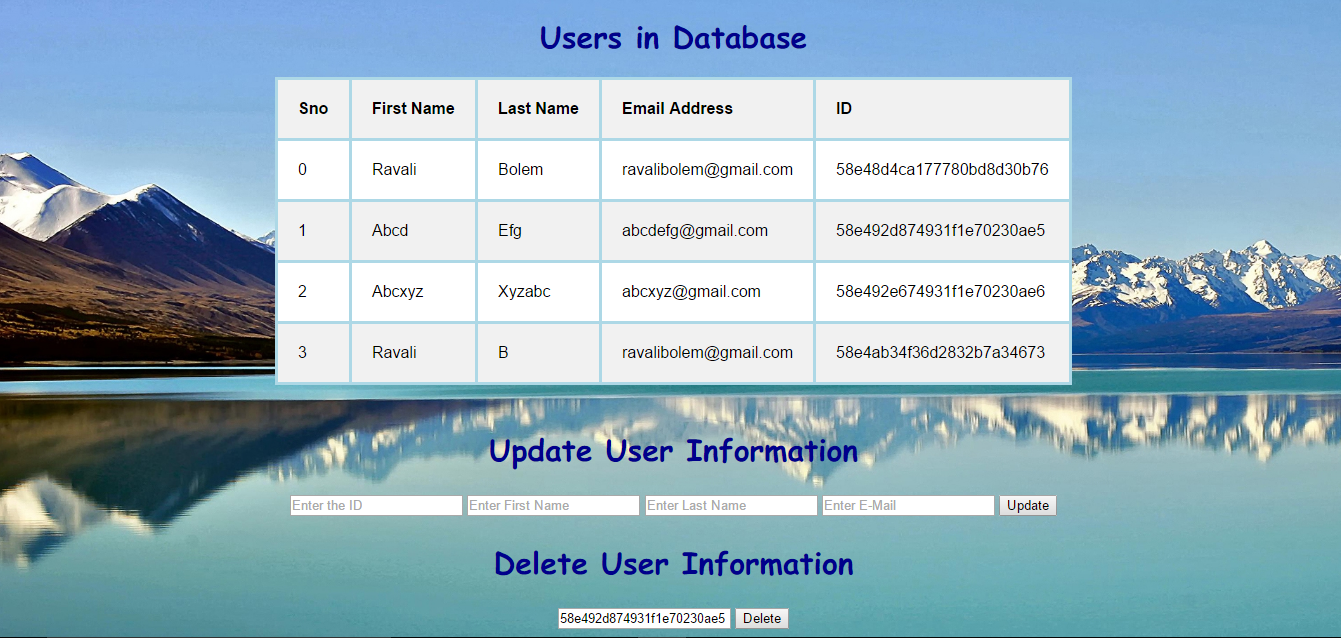 Users in Database
Sno First Name Last Name Email Address ID
0 Ravali Bolem ravalibolem@gmail.com 58e48d4ca177780bd8d30b76
1 Abcd Efg abcdefg@gmail.com 58e492d874931f1e70230ae5
2 Abcxyz Xyzabc abcxyz@gmail.com 58e492e674931f1e70230ae6
3 Ravali B ravalibolem@gmail.com 58e4ab34f36d2832b7a34673
Update User Information
Enter the ID Enter First Name Enter Last Name Enter E-Mail Update
Delete User Information
58e492d874931f1e70230ae5 Delete